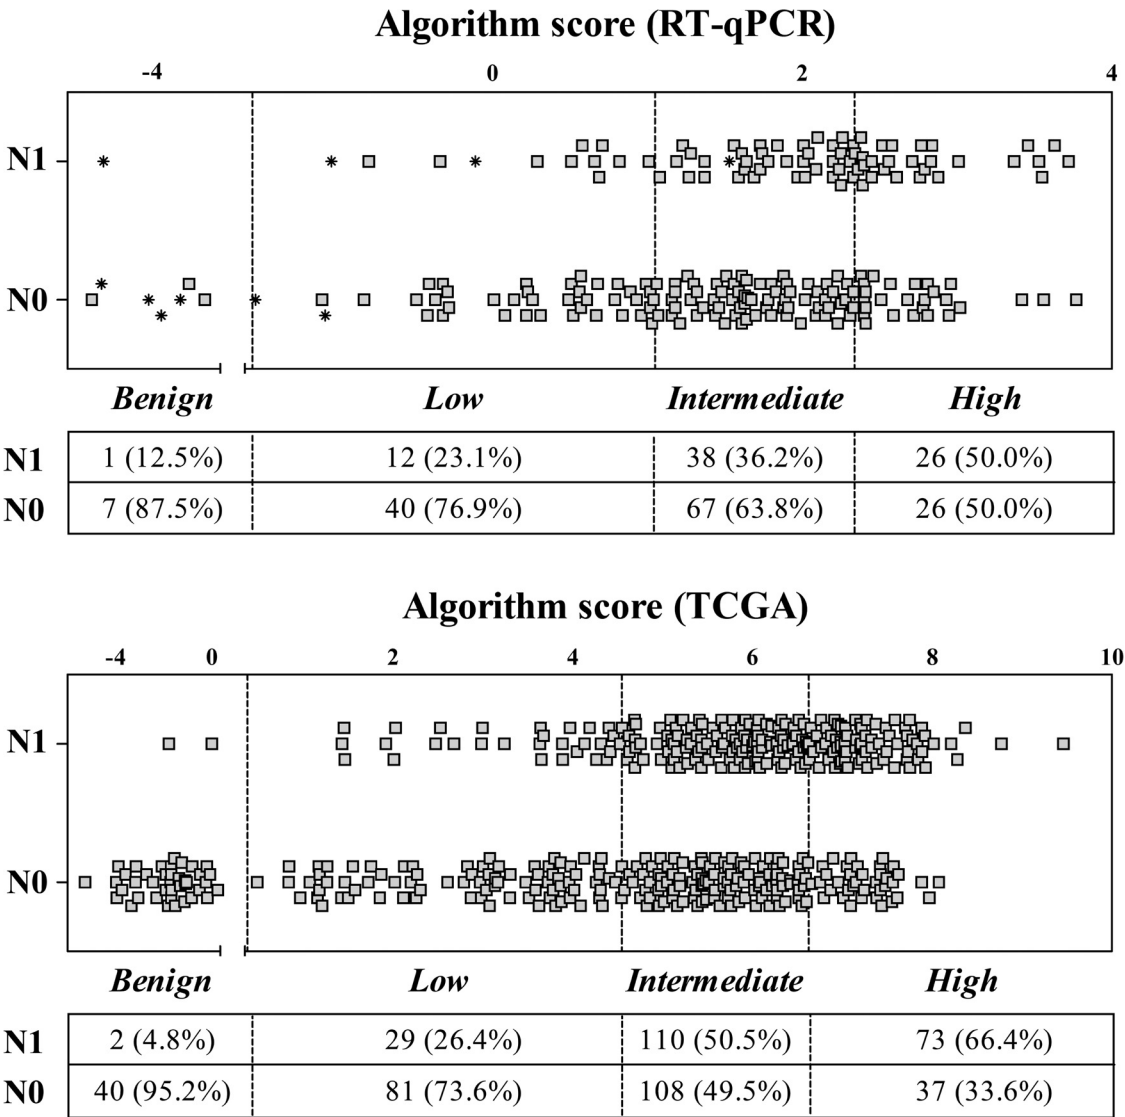 Algorithm score (RT-qPCR)
-4 0 2 4
N1
N0
Benign Low Intermediate High
N1 1 (12.5%) 12 (23.1%) 38 (36.2%) 26 (50.0%)
N0 7 (87.5%) 40 (76.9%) 67 (63.8%) 26 (50.0%)
Algorithm score (TCGA)
-4 0 2 4 6 8 10
N1
N0
Benign Low Intermediate High
N1 2 (4.8%) 29 (26.4%) 110 (50.5%) 73 (66.4%)
N0 40 (95.2%) 81 (73.6%) 108 (49.5%) 37 (33.6%)